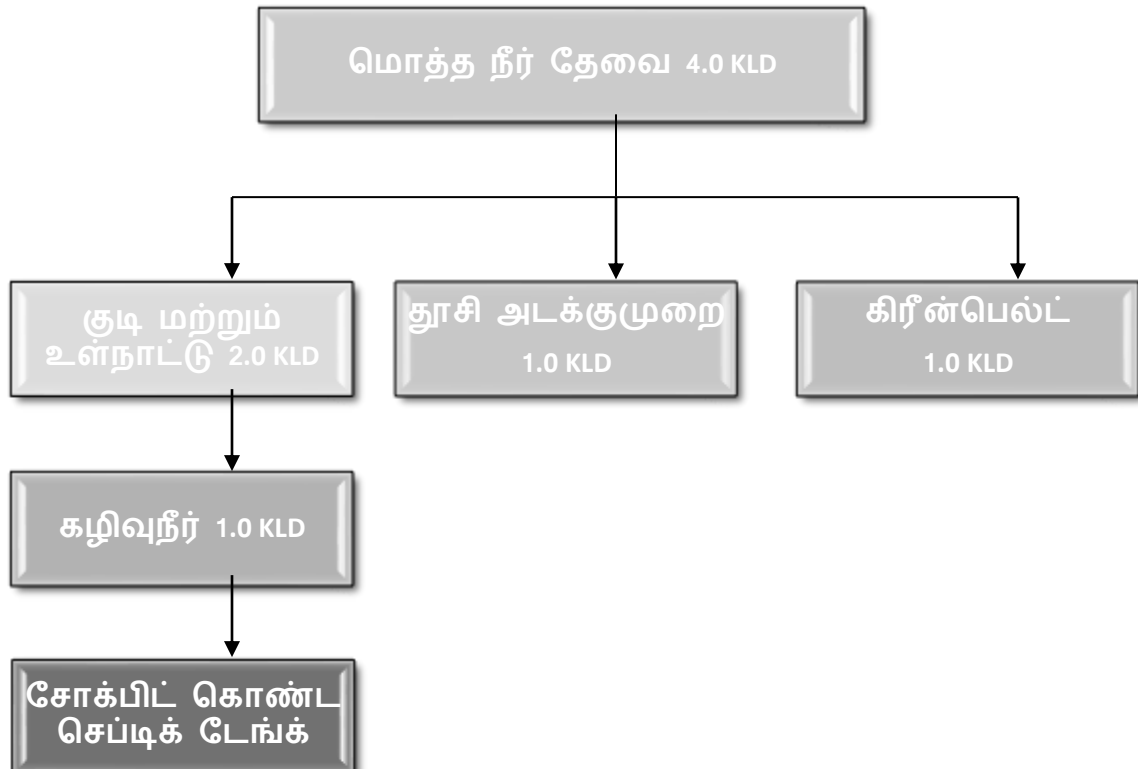 மொத்த நீர் தேவை 4.0 KLD
குடி மற்றும்
உள்நாட்டு 2.0 KLD
தூசி அடக்குமுறை
1.0 KLD
கிரீன்பெல்ட்
1.0 KLD
கழிவுநீர் 1.0 KLD
சோக்பிட் கொண்ட
செப்டிக் டேங்க்